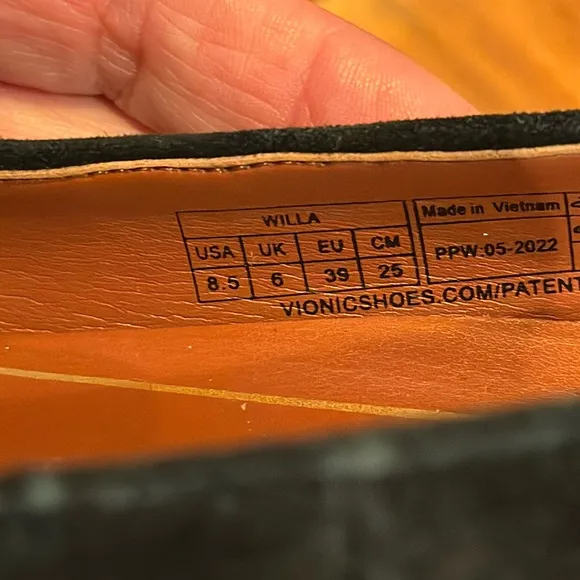 WILLA
USA UK EU CM
8.5 6 39 25
Made in Vietnam
PPW:05-2022
VIONICSHOES.COM/PATENT